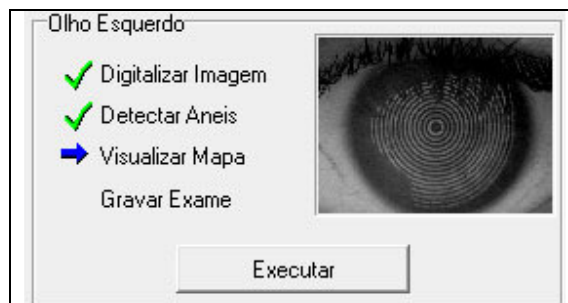 Olho Esquerdo
Digitalizar Imagem
Detectar Aneis
Visualizar Mapa
Gravar Exame
Executar